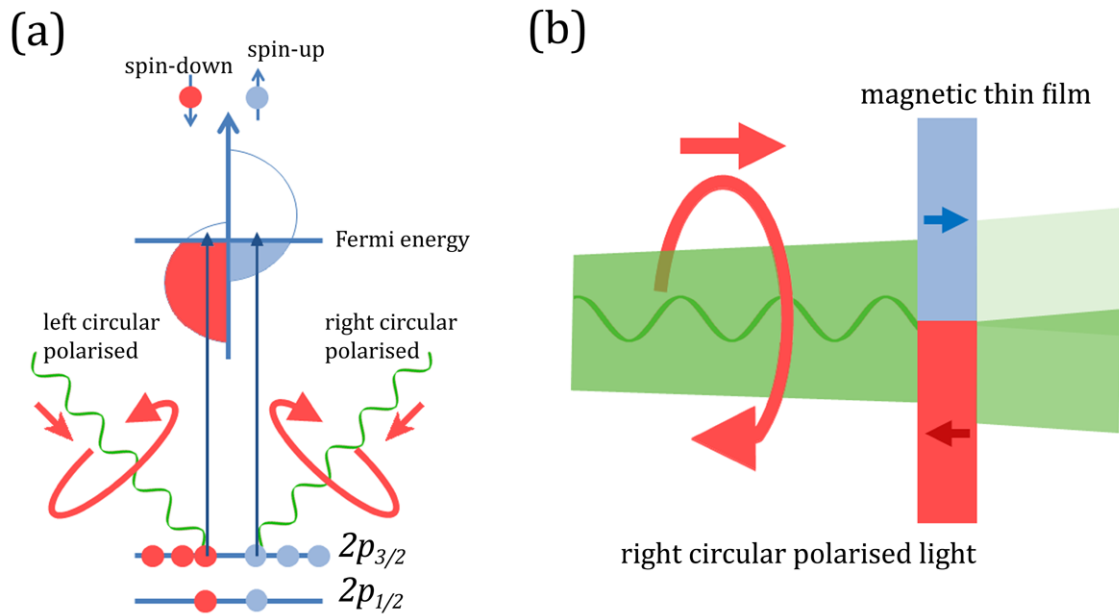 (a)
spin-down
spin-up
Fermi energy
left circular
polarised
right circular
polarised
2p3/2
2p1/2
(b)
magnetic thin film
right circular polarised light